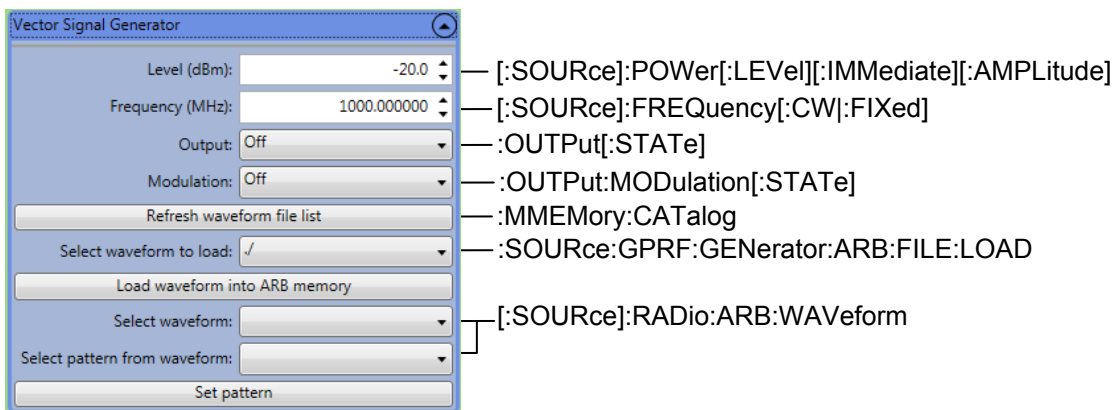 Vector Signal Generator
Level (dBm): -20.0 [:SOURce]:POWer[:LEVel][:IMMediate][:AMPLitude]
Frequency (MHz): 1000.000000 [:SOURce]:FREQuency[:CW|:FIXed]
Output: Off :OUTPut[:STATe]
Modulation: Off :OUTPut:MODulation[:STATe]
Refresh waveform file list :MMEMory:CATalog
Select waveform to load: ./ :SOURce:GPRF:GENerator:ARB:FILE:LOAD
Load waveform into ARB memory
Select waveform: [:SOURce]:RADio:ARB:WAVeform
Select pattern from waveform:
Set pattern